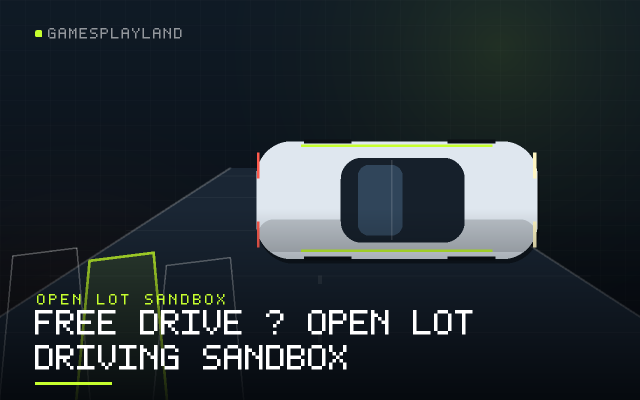 GAMESPLAYLAND
OPEN LOT SANDBOX
FREE DRIVE ? OPEN LOT
DRIVING SANDBOX